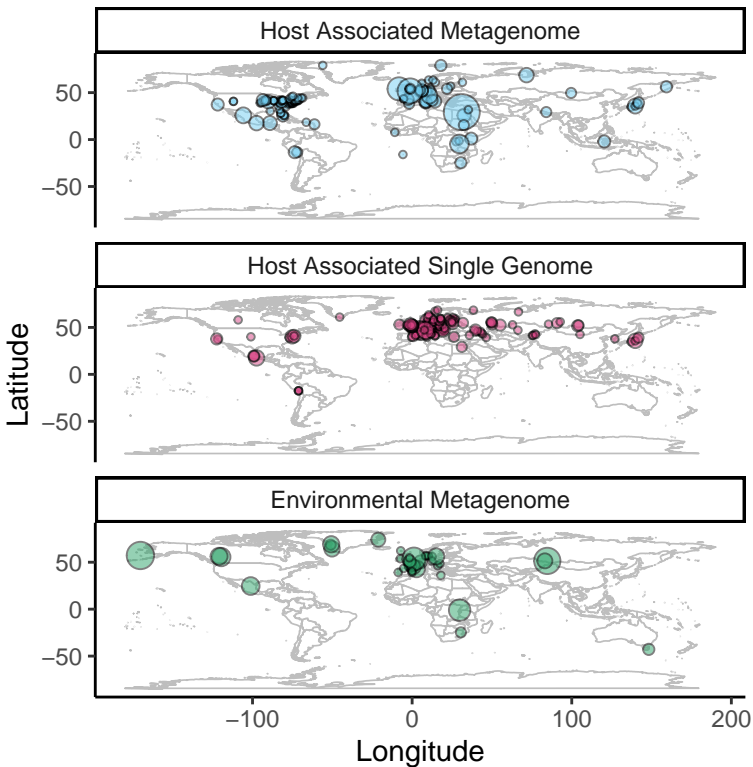 Host Associated Metagenome
50
0
−50
Host Associated Single Genome
50
0
−50
Latitude
Environmental Metagenome
50
0
−50
−100 0 100 200
Longitude